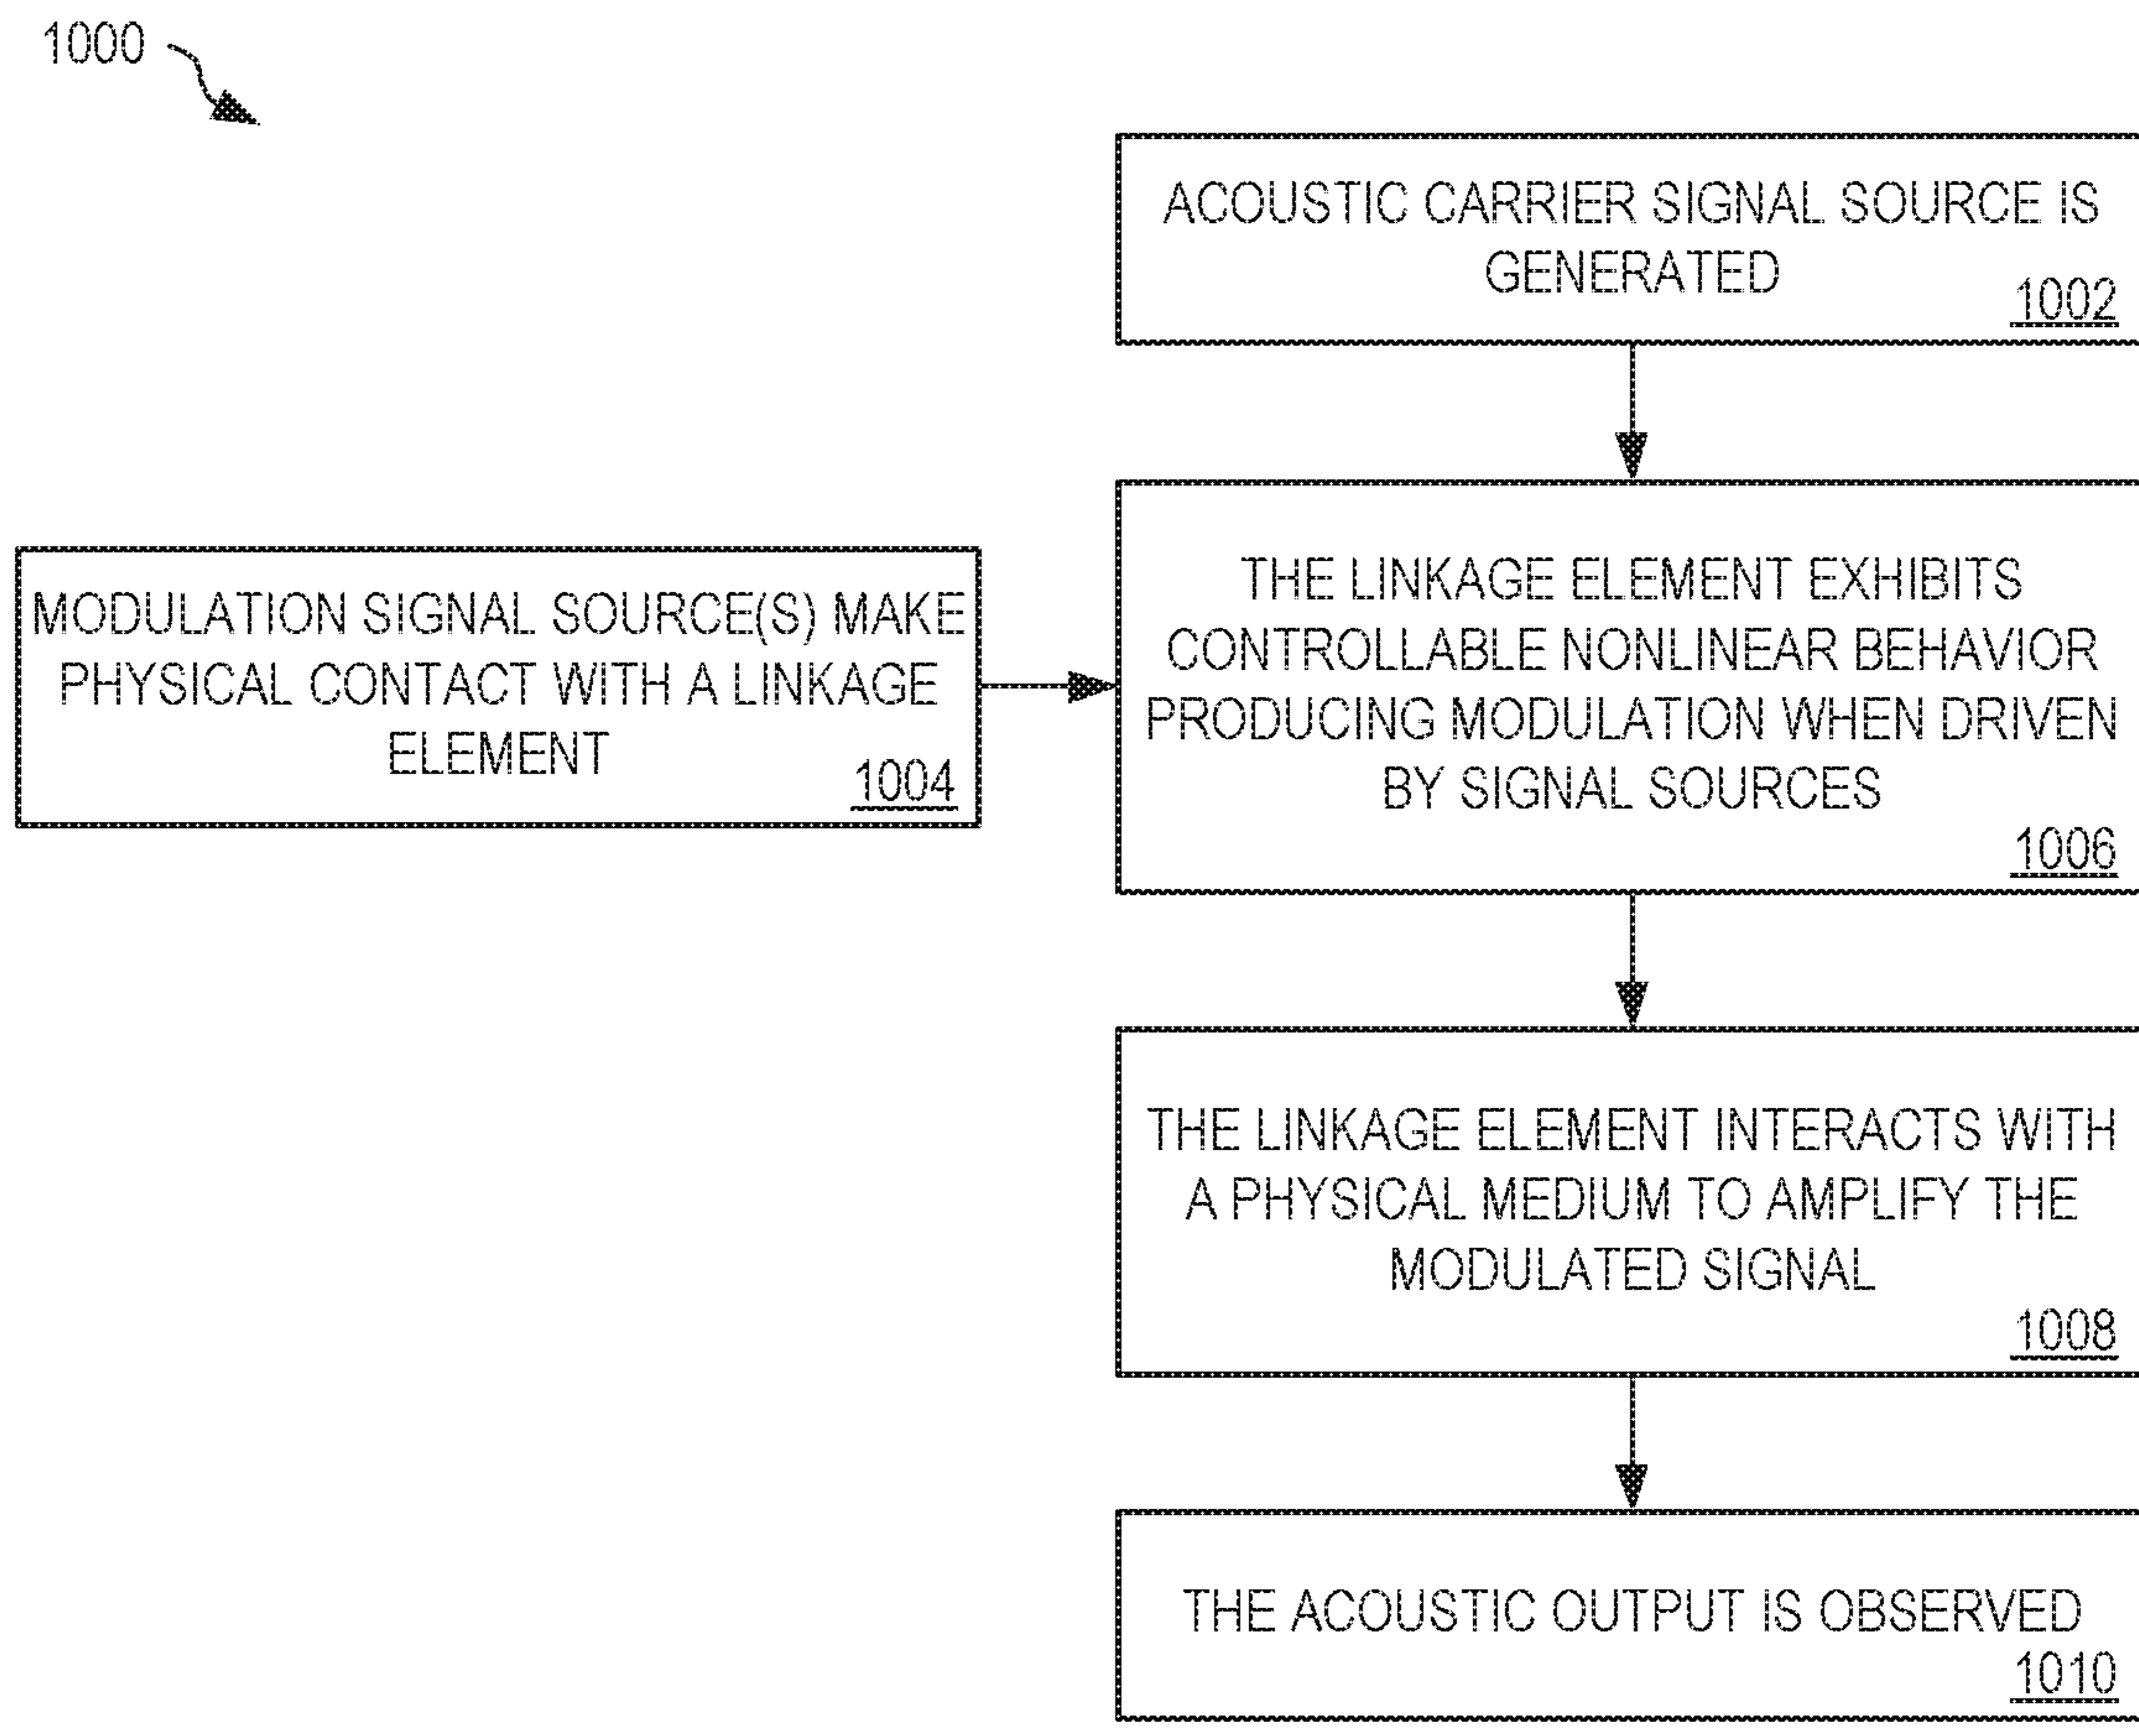 1000
ACOUSTIC CARRIER SIGNAL SOURCE IS
GENERATED
1002
MODULATION SIGNAL SOURCE(S) MAKE
PHYSICAL CONTACT WITH A LINKAGE
ELEMENT
1004
THE LINKAGE ELEMENT EXHIBITS
CONTROLLABLE NONLINEAR BEHAVIOR
PRODUCING MODULATION WHEN DRIVEN
BY SIGNAL SOURCES
1006
THE LINKAGE ELEMENT INTERACTS WITH
A PHYSICAL MEDIUM TO AMPLIFY THE
MODULATED SIGNAL
1008
THE ACOUSTIC OUTPUT IS OBSERVED
1010